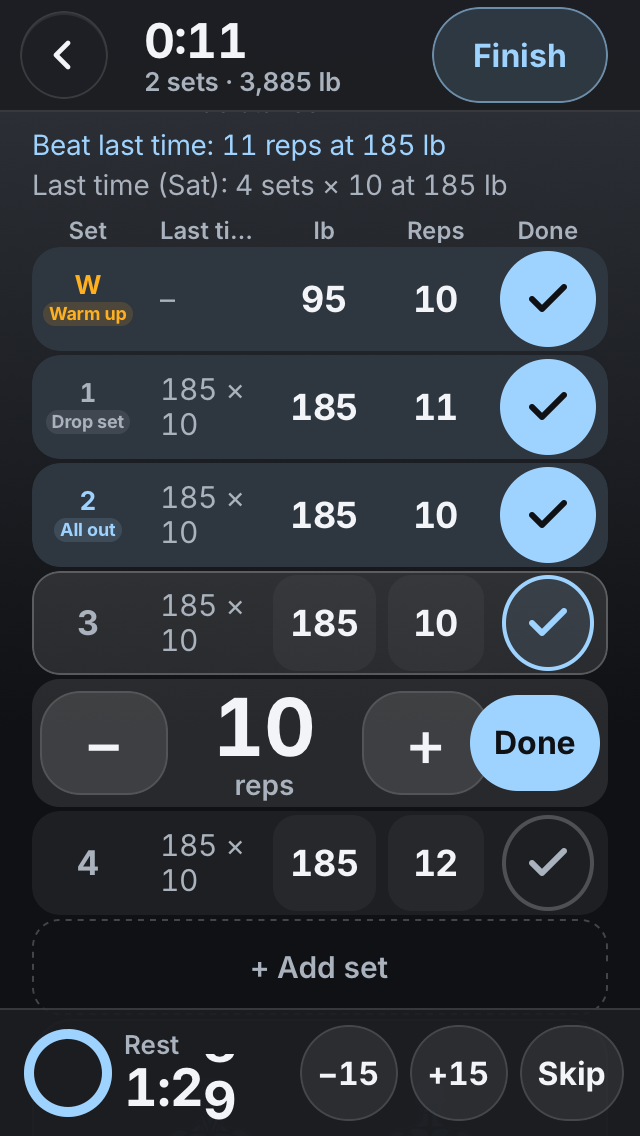 0:11
2 sets · 3,885 lb
Finish
Beat last time: 11 reps at 185 lb
Last time (Sat): 4 sets × 10 at 185 lb
Set Last ti... lb Reps Done
W
Warm up
– 95 10
1
Drop set
185 ×
10
185 11
2
All out
185 ×
10
185 10
3
185 ×
10
185 10
− 10 + Done
reps
4
185 ×
10
185 12
+ Add set
Rest
1:29
−15 +15 Skip